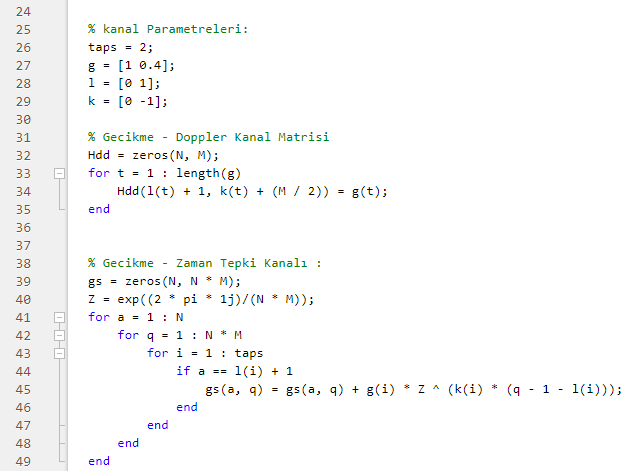 24
25 % kanal Parametreleri:
26 taps = 2;
27 g = [1 0.4];
28 l = [0 1];
29 k = [0 -1];
30
31 % Gecikme - Doppler Kanal Matrisi
32 Hdd = zeros(N, M);
33 for t = 1 : length(g)
34 Hdd(l(t) + 1, k(t) + (M / 2)) = g(t);
35 end
36
37
38 % Gecikme - Zaman Tepki Kanalı :
39 gs = zeros(N, N * M);
40 Z = exp((2 * pi * 1j)/(N * M));
41 for a = 1 : N
42 for q = 1 : N * M
43 for i = 1 : taps
44 if a == l(i) + 1
45 gs(a, q) = gs(a, q) + g(i) * Z ^ (k(i) * (q - 1 - l(i)));
46 end
47 end
48 end
49 end